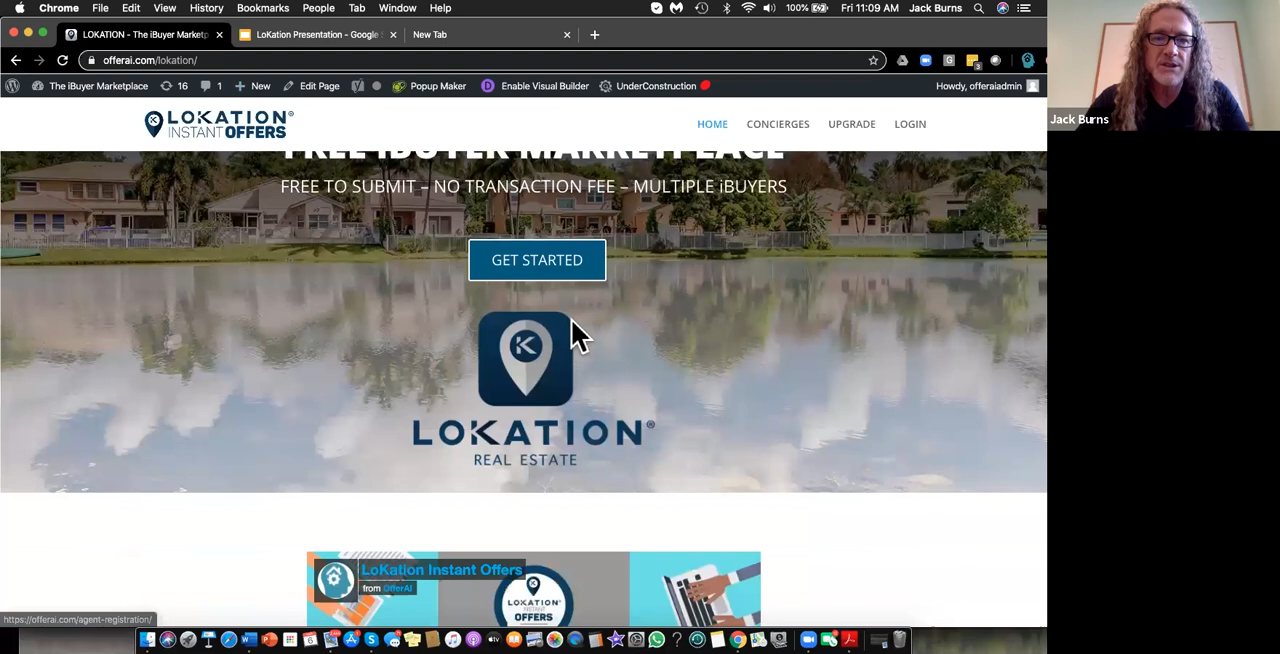 Chrome File Edit View History Bookmarks People Tab Window Help 100% Fri 11:09 AM Jack Burns
LOKATION - The iBuyer Marketp LoKation Presentation - Google S New Tab
offerai.com/lokation/
The iBuyer Marketplace 16 1 New Edit Page Popup Maker Enable Visual Builder UnderConstruction Howdy, offeraiadmin
Jack Burns
LOKATION®
INSTANT OFFERS
HOME CONCIERGES UPGRADE LOGIN
FREE iBUYER MARKETPLACE
FREE TO SUBMIT – NO TRANSACTION FEE – MULTIPLE iBUYERS
GET STARTED
K
LOKATION®
REAL ESTATE
LoKation Instant Offers
from OfferAI
LOKATION
INSTANT
OFFERS
https://offerai.com/agent-registration/